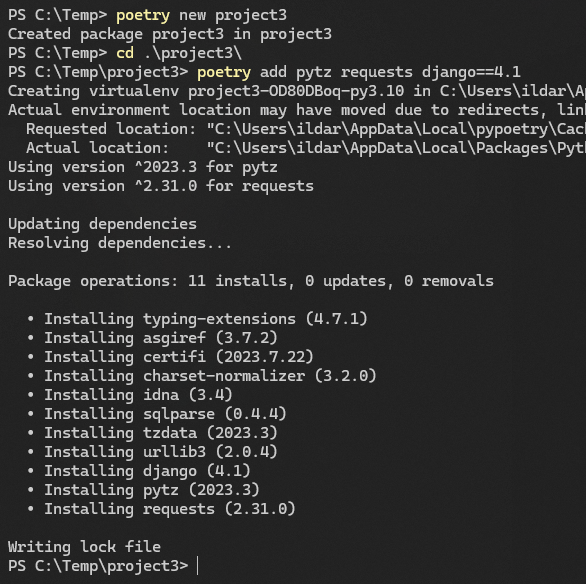 PS C:\Temp> poetry new project3
Created package project3 in project3
PS C:\Temp> cd .\project3\
PS C:\Temp\project3> poetry add pytz requests django==4.1
Creating virtualenv project3-OD80DBoq-py3.10 in C:\Users\ildar\Ap
Actual environment location may have moved due to redirects, lin
  Requested location: "C:\Users\ildar\AppData\Local\pypoetry\Cac
  Actual location:    "C:\Users\ildar\AppData\Local\Packages\Pyt
Using version ^2023.3 for pytz
Using version ^2.31.0 for requests

Updating dependencies
Resolving dependencies...

Package operations: 11 installs, 0 updates, 0 removals

  • Installing typing-extensions (4.7.1)
  • Installing asgiref (3.7.2)
  • Installing certifi (2023.7.22)
  • Installing charset-normalizer (3.2.0)
  • Installing idna (3.4)
  • Installing sqlparse (0.4.4)
  • Installing tzdata (2023.3)
  • Installing urllib3 (2.0.4)
  • Installing django (4.1)
  • Installing pytz (2023.3)
  • Installing requests (2.31.0)

Writing lock file
PS C:\Temp\project3>